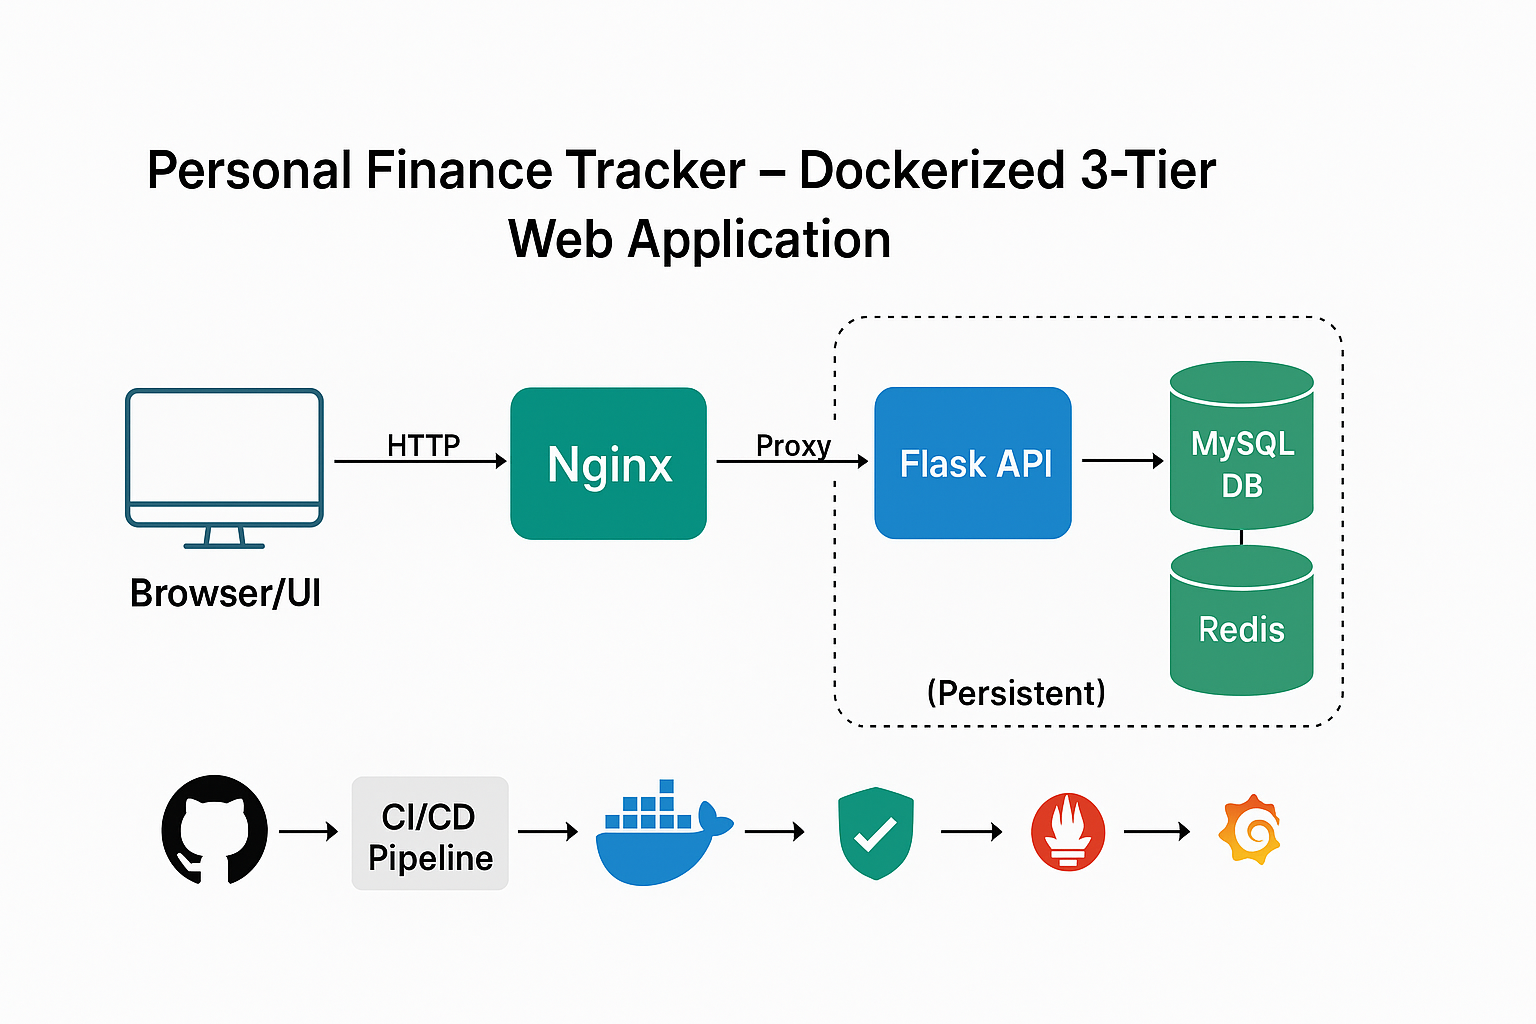 Personal Finance Tracker – Dockerized 3-Tier
Web Application
HTTP
Nginx
Proxy
Flask API
MySQL
DB
Redis
Browser/UI
(Persistent)
CI/CD
Pipeline